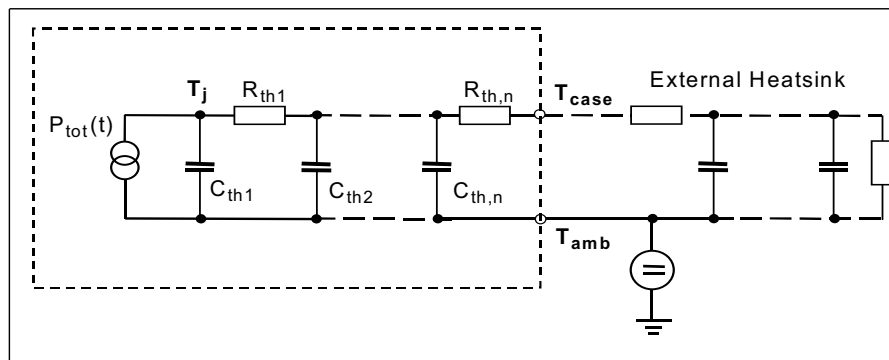 External Heatsink
T_j
R_th1
R_th,n
T_case
P_tot(t)
C_th1
C_th2
C_th,n
T_amb